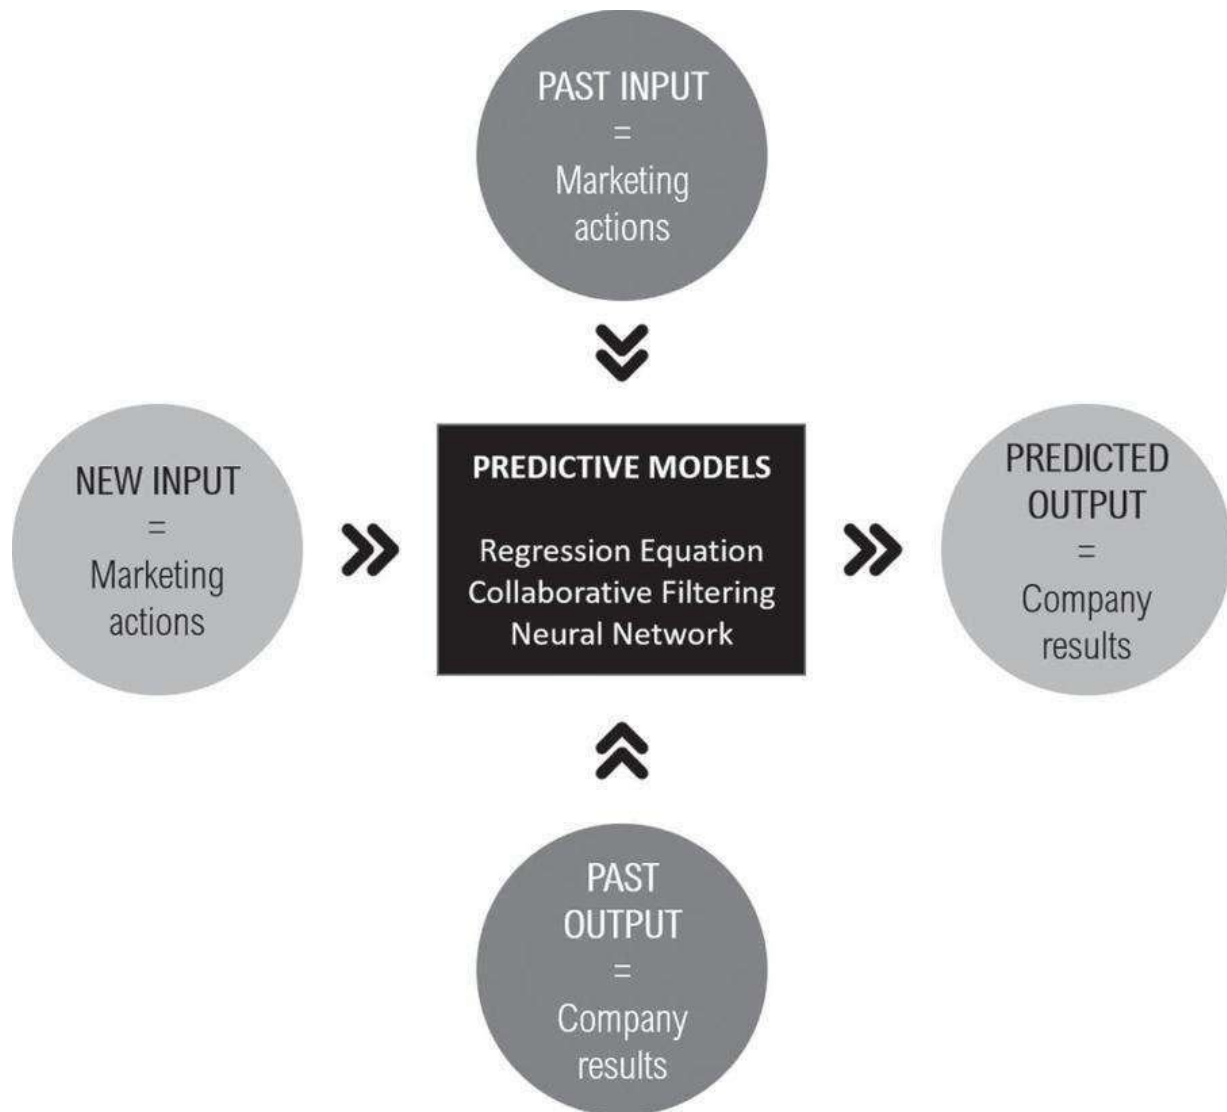 PAST INPUT
=
Marketing
actions
NEW INPUT
=
Marketing
actions
PREDICTIVE MODELS
Regression Equation
Collaborative Filtering
Neural Network
PREDICTED
OUTPUT
=
Company
results
PAST
OUTPUT
=
Company
results